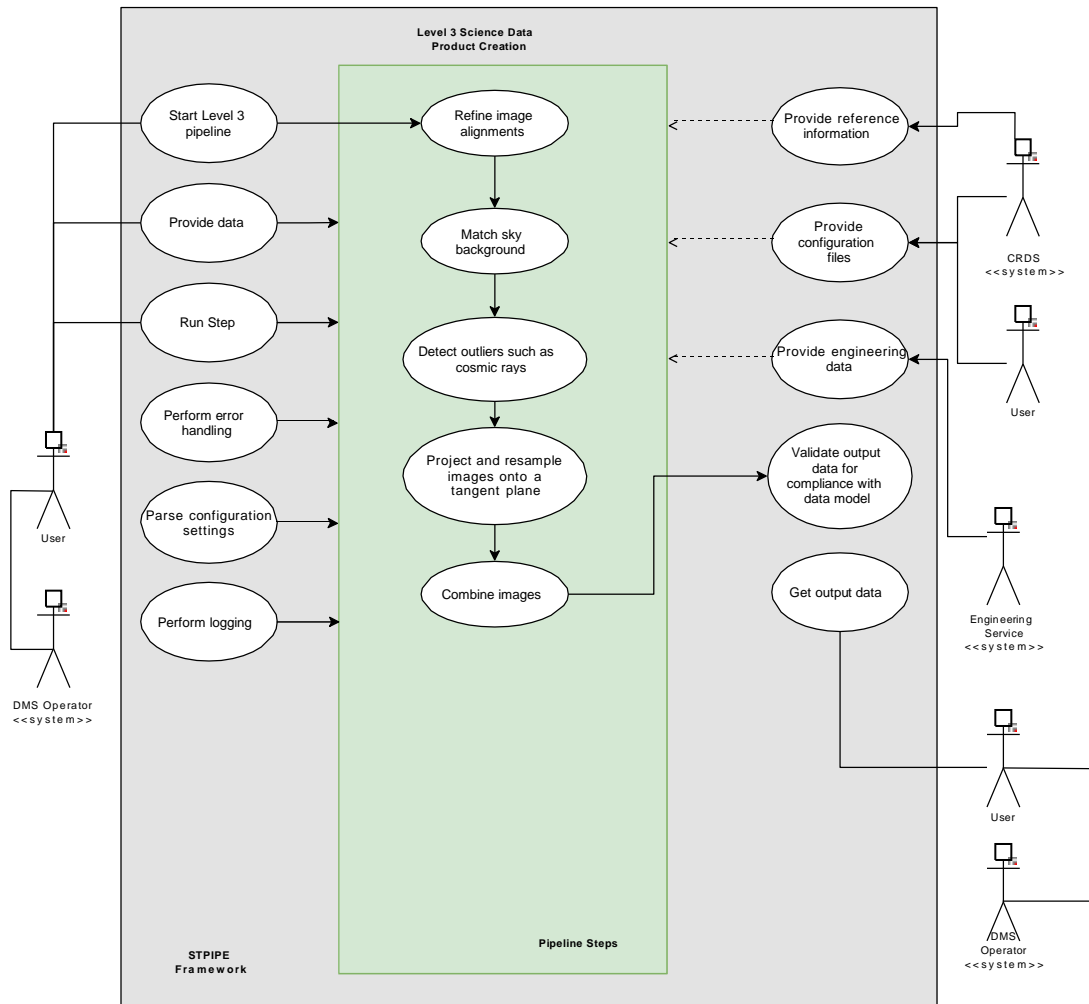 Level 3 Science Data
Product Creation
Start Level 3
pipeline
Refine image
alignments
Provide reference
information
Provide data
Match sky
background
Provide
configuration
files
CRDS
<<system>>
Run Step
Detect outliers such as
cosmic rays
Provide engineering
data
User
Perform error
handling
Project and resample
images onto a
tangent plane
Validate output
data for
compliance with
data model
User
Parse configuration
settings
Combine images
Get output data
Engineering
Service
<<system>>
Perform logging
DMS Operator
<<system>>
User
Pipeline Steps
STPIPE
Framework
DMS
Operator
<<system>>